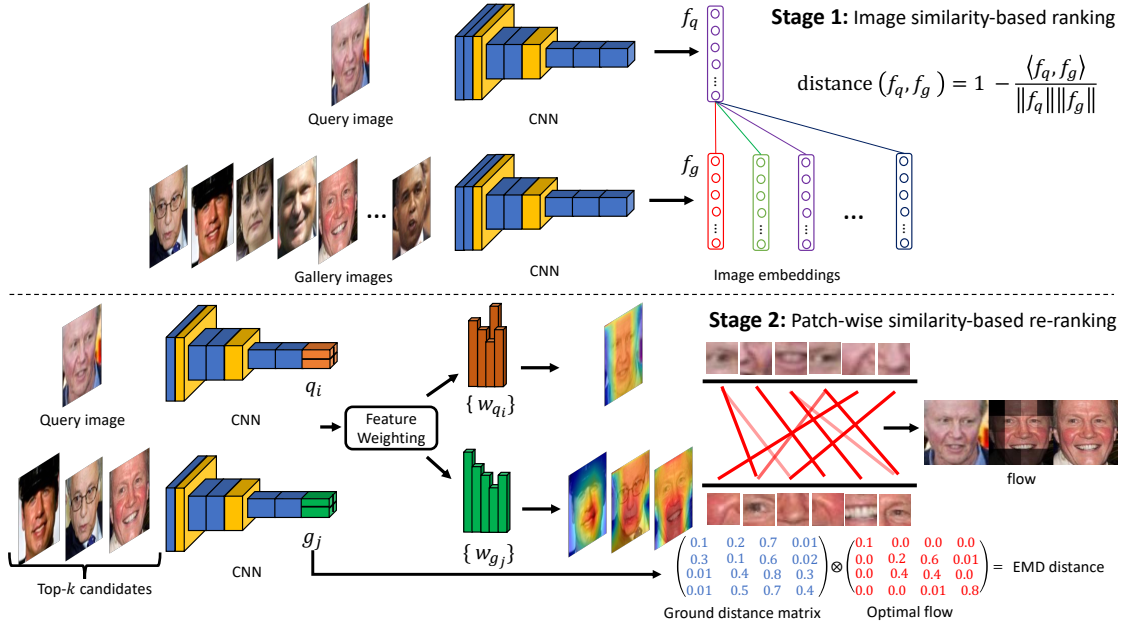 Stage 1: Image similarity-based ranking
f_q
distance (f_q, f_g) = 1 − ⟨f_q, f_g⟩ / ‖f_q‖‖f_g‖
Query image
CNN
...
f_g
...
...
Gallery images
CNN
Image embeddings
Stage 2: Patch-wise similarity-based re-ranking
q_i
Query image
CNN
Feature
Weighting
{w_{q_i}}
{w_{g_j}}
flow
g_j
Top-k candidates
CNN
0.1 0.2 0.7 0.01
0.3 0.1 0.6 0.02
0.01 0.4 0.8 0.3
0.01 0.5 0.7 0.4
⊗
0.1 0.0 0.0 0.0
0.0 0.2 0.6 0.01
0.0 0.4 0.4 0.0
0.0 0.0 0.01 0.8
= EMD distance
Ground distance matrix
Optimal flow